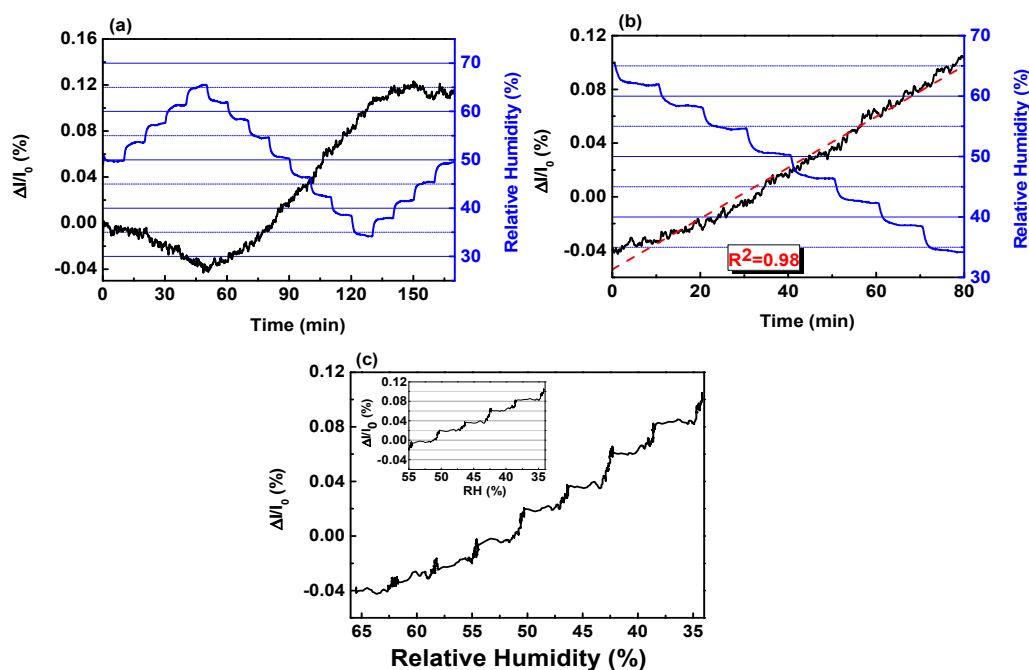 (a)
0.16
0.12
0.08
0.04
0.00
-0.04
ΔI/I0 (%)
70
60
50
40
30
Relative Humidity (%)
0 30 60 90 120 150
Time (min)
(b)
0.12
0.08
0.04
0.00
-0.04
ΔI/I0 (%)
70
60
50
40
30
Relative Humidity (%)
R²=0.98
0 20 40 60 80
Time (min)
(c)
0.12
0.08
0.04
0.00
-0.04
ΔI/I0 (%)
0.12
0.08
0.04
0.00
-0.04
ΔI/I0 (%)
55 50 45 40 35
RH (%)
65 60 55 50 45 40 35
Relative Humidity (%)